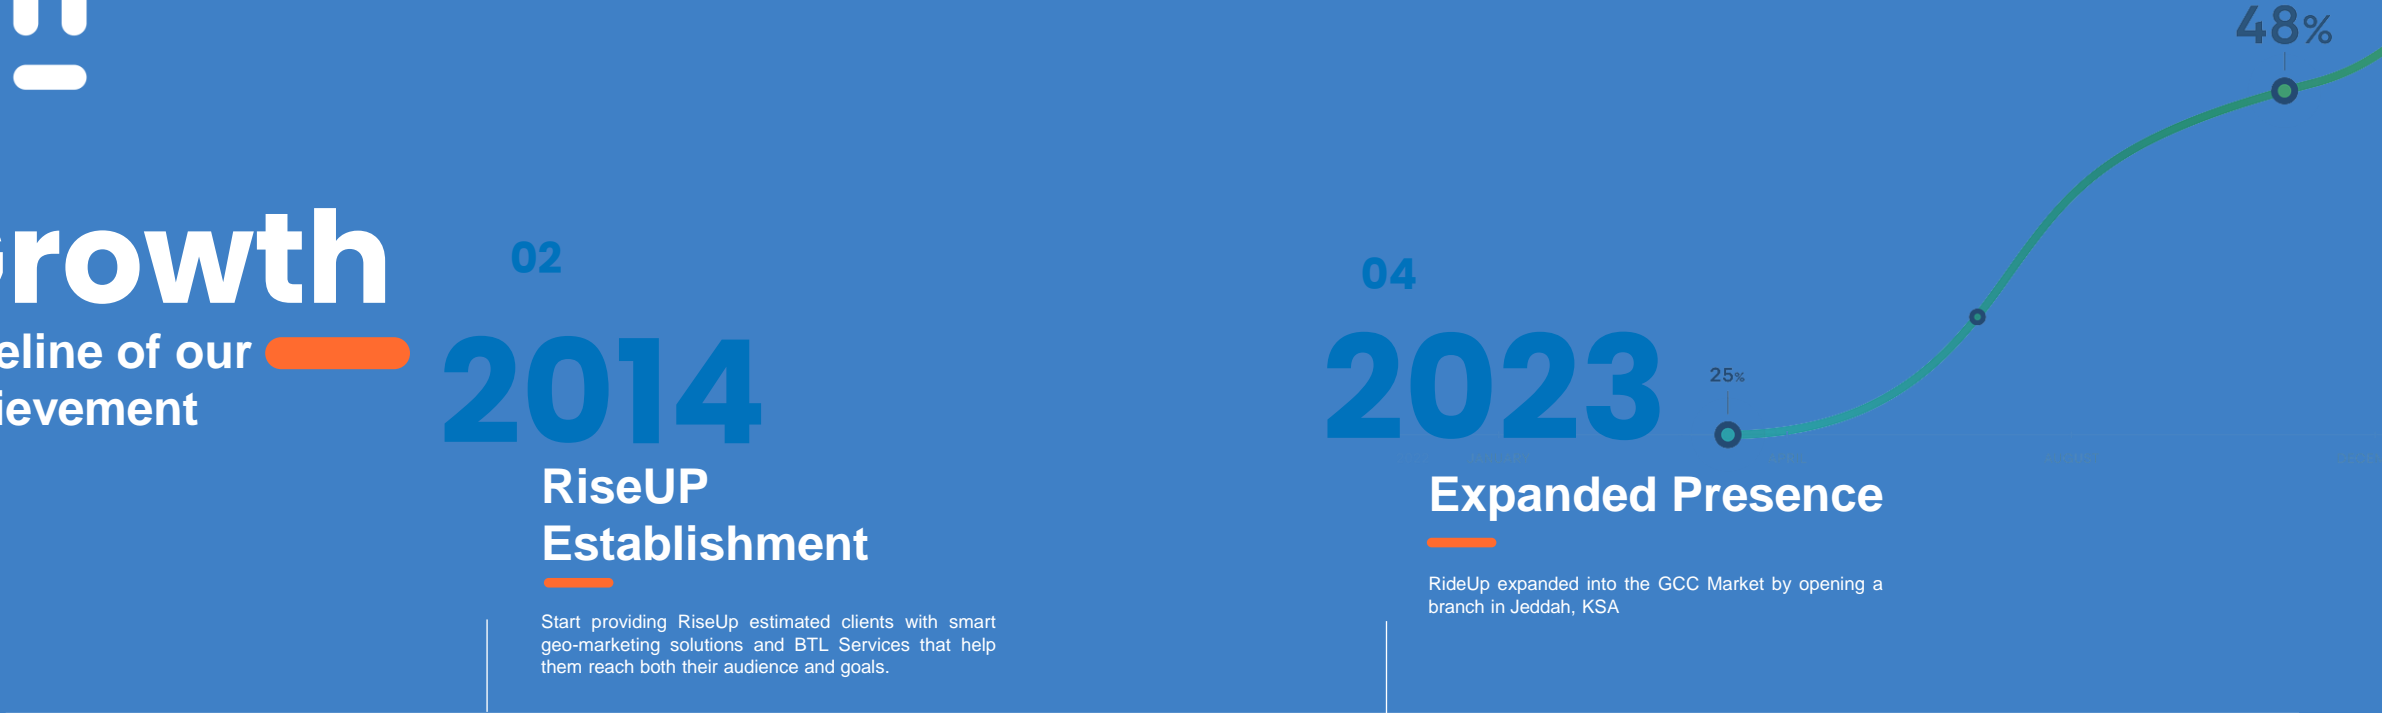 Growth
eline of our
ievement
02
2014
RiseUP
Establishment
Start providing RiseUp estimated clients with smart
geo-marketing solutions and BTL Services that help
them reach both their audience and goals.
04
2023
Expanded Presence
RideUp expanded into the GCC Market by opening a
branch in Jeddah, KSA
25%
48%